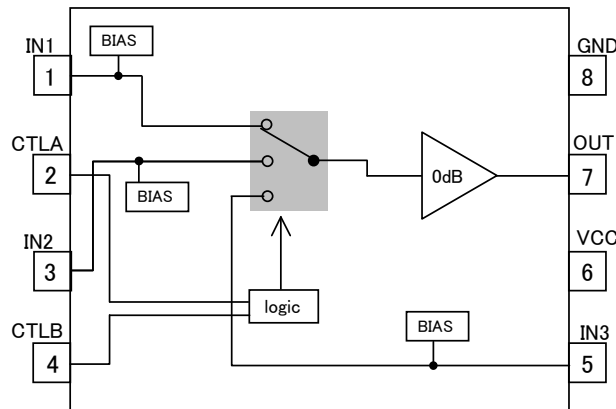 IN1
1
BIAS
GND
8
CTLA
2
BIAS
0dB
OUT
7
IN2
3
VCC
6
logic
CTLB
4
BIAS
IN3
5